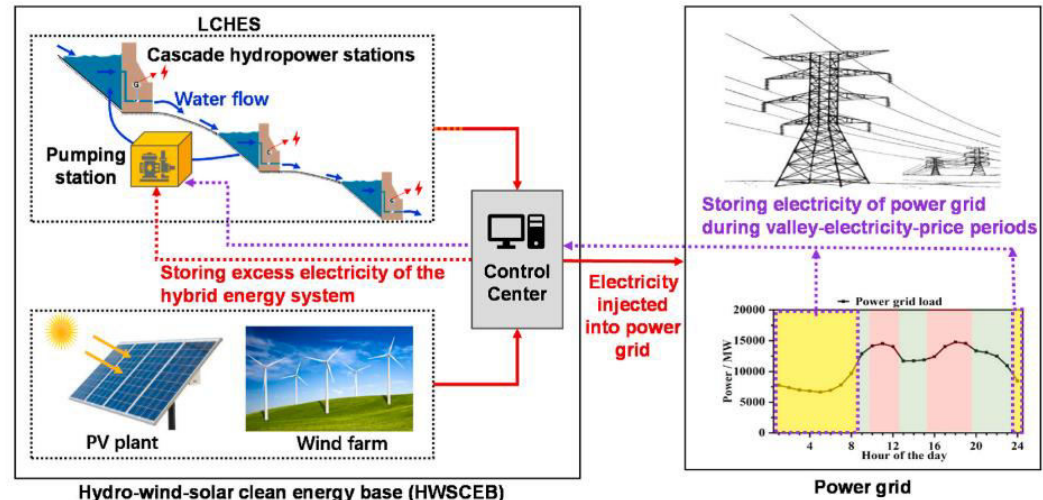 LCHES
Cascade hydropower stations
Water flow
Pumping
station
Storing excess electricity of the
hybrid energy system
PV plant
Wind farm
Hydro-wind-solar clean energy base (HWSCEB)
Control
Center
Electricity
injected
into power
grid
Storing electricity of power grid
during valley-electricity-price periods
Power grid load
20000
15000
10000
5000
0
Power / MW
4
8
12
16
20
24
Hour of the day
Power grid